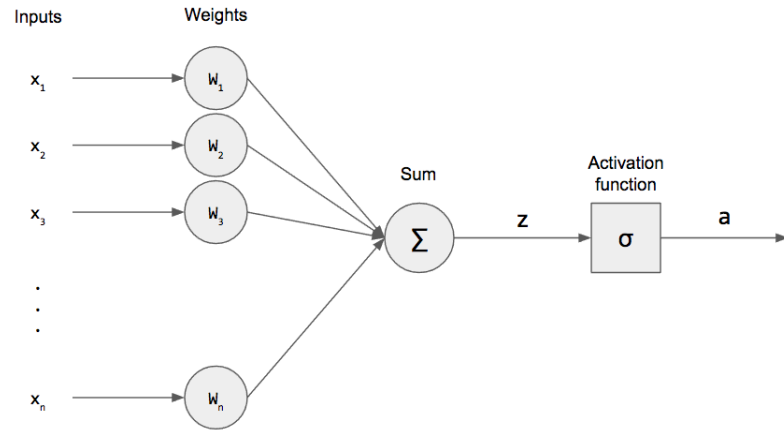 Inputs
Weights
x1
W1
x2
W2
x3
W3
Sum
Activation
function
Σ
z
σ
a
.
.
.
xn
Wn